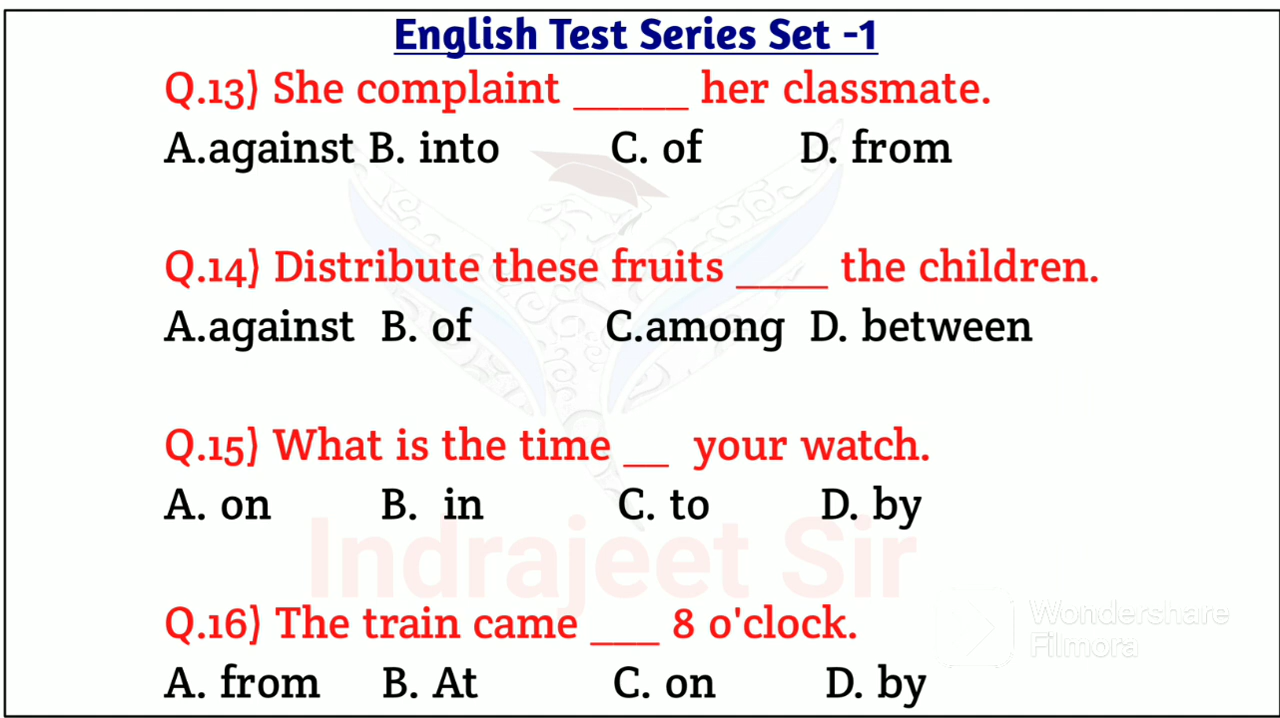 English Test Series Set -1
Q.13) She complaint _____ her classmate.
A.against B. into C. of D. from
Q.14) Distribute these fruits ____ the children.
A.against B. of C.among D. between
Q.15) What is the time __ your watch.
A. on B. in C. to D. by
Indrajeet Sir
Q.16) The train came ___ 8 o'clock.
Wondershare
Filmora
A. from B. At C. on D. by